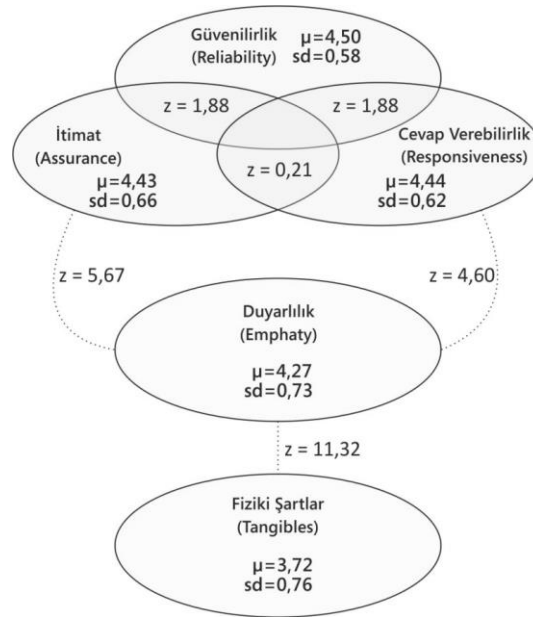 Güvenilirlik
(Reliability)
µ=4,50
sd=0,58
z = 1,88
z = 1,88
İtimat
(Assurance)
µ=4,43
sd=0,66
z = 0,21
Cevap Verebilirlik
(Responsiveness)
µ=4,44
sd=0,62
z = 5,67
z = 4,60
Duyarlılık
(Emphaty)
µ=4,27
sd=0,73
z = 11,32
Fiziki Şartlar
(Tangibles)
µ=3,72
sd=0,76